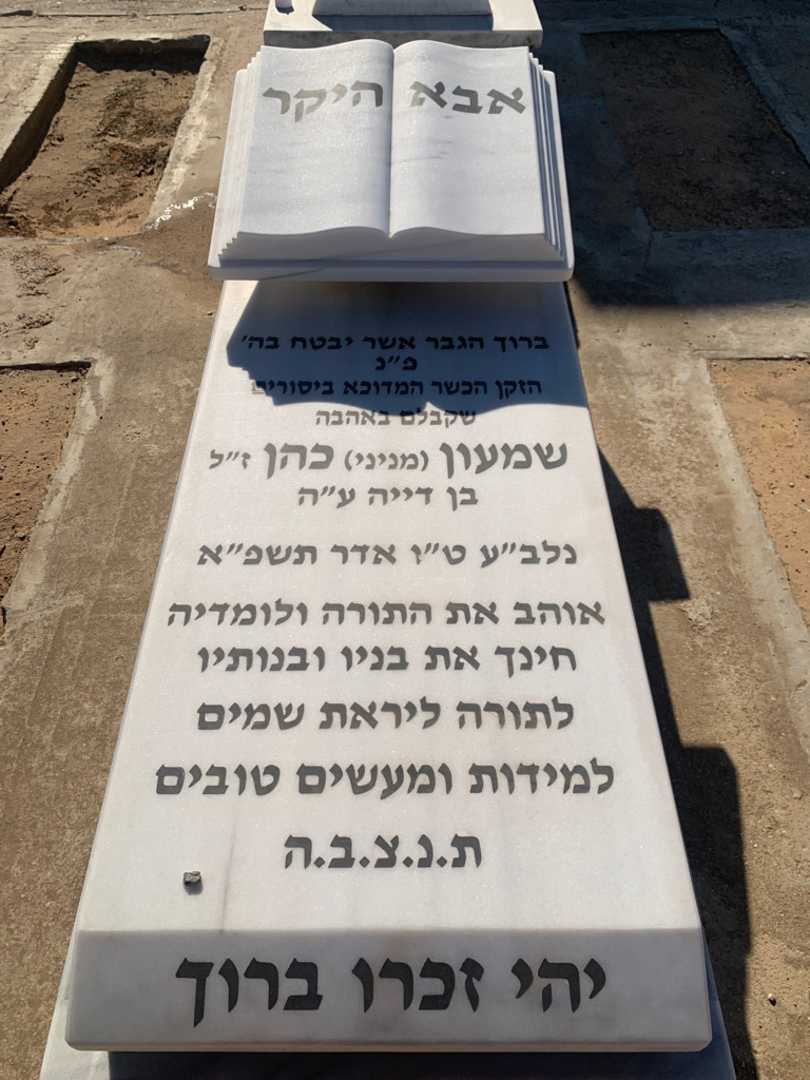 אבא היקר
ברוך הגבר אשר יבטח בה׳
פ״נ
הזקן הכשר המדוכא ביסורים
שקבלם באהבה
שמעון (מניני) כהן ז״ל
בן דייה ע״ה
נלב״ע ט״ו אדר תשפ״א
אוהב את התורה ולומדיה
חינך את בניו ובנותיו
לתורה ליראת שמים
למידות ומעשים טובים
ת.נ.צ.ב.ה
יהי זכרו ברוך